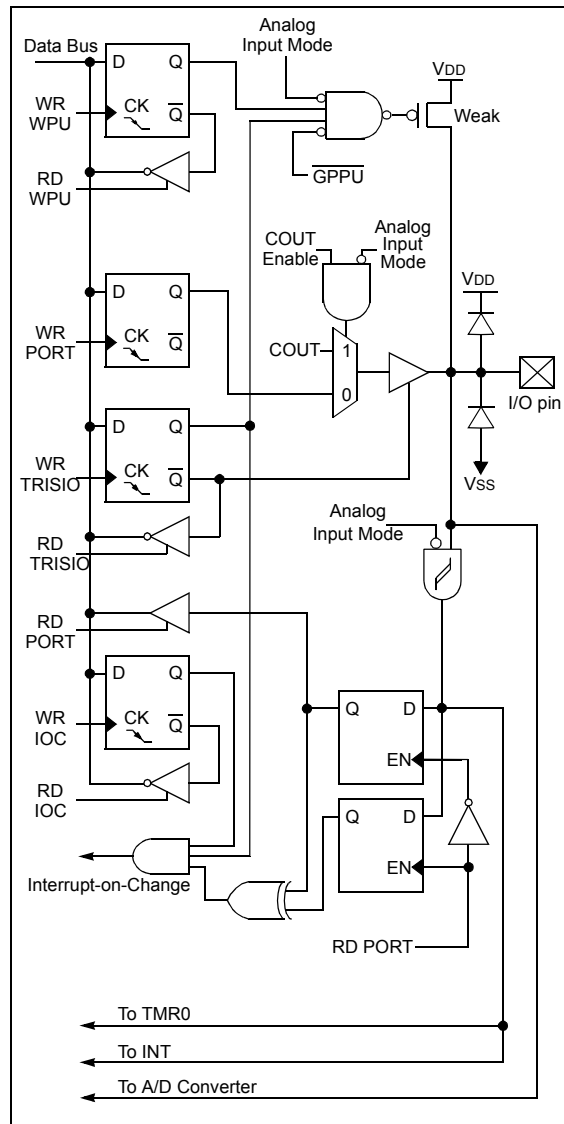 Analog
Input Mode
Data Bus
D
Q
VDD
WR
WPU
CK
Q
Weak
RD
WPU
GPPU
COUT
Enable
Analog
Input
Mode
D
Q
VDD
WR
PORT
CK
Q
COUT
1
0
I/O pin
D
Q
WR
TRISIO
CK
Q
VSS
Analog
Input Mode
RD
TRISIO
RD
PORT
D
Q
WR
IOC
CK
Q
Q
D
EN
RD
IOC
Q
D
EN
Interrupt-on-Change
RD PORT
To TMR0
To INT
To A/D Converter